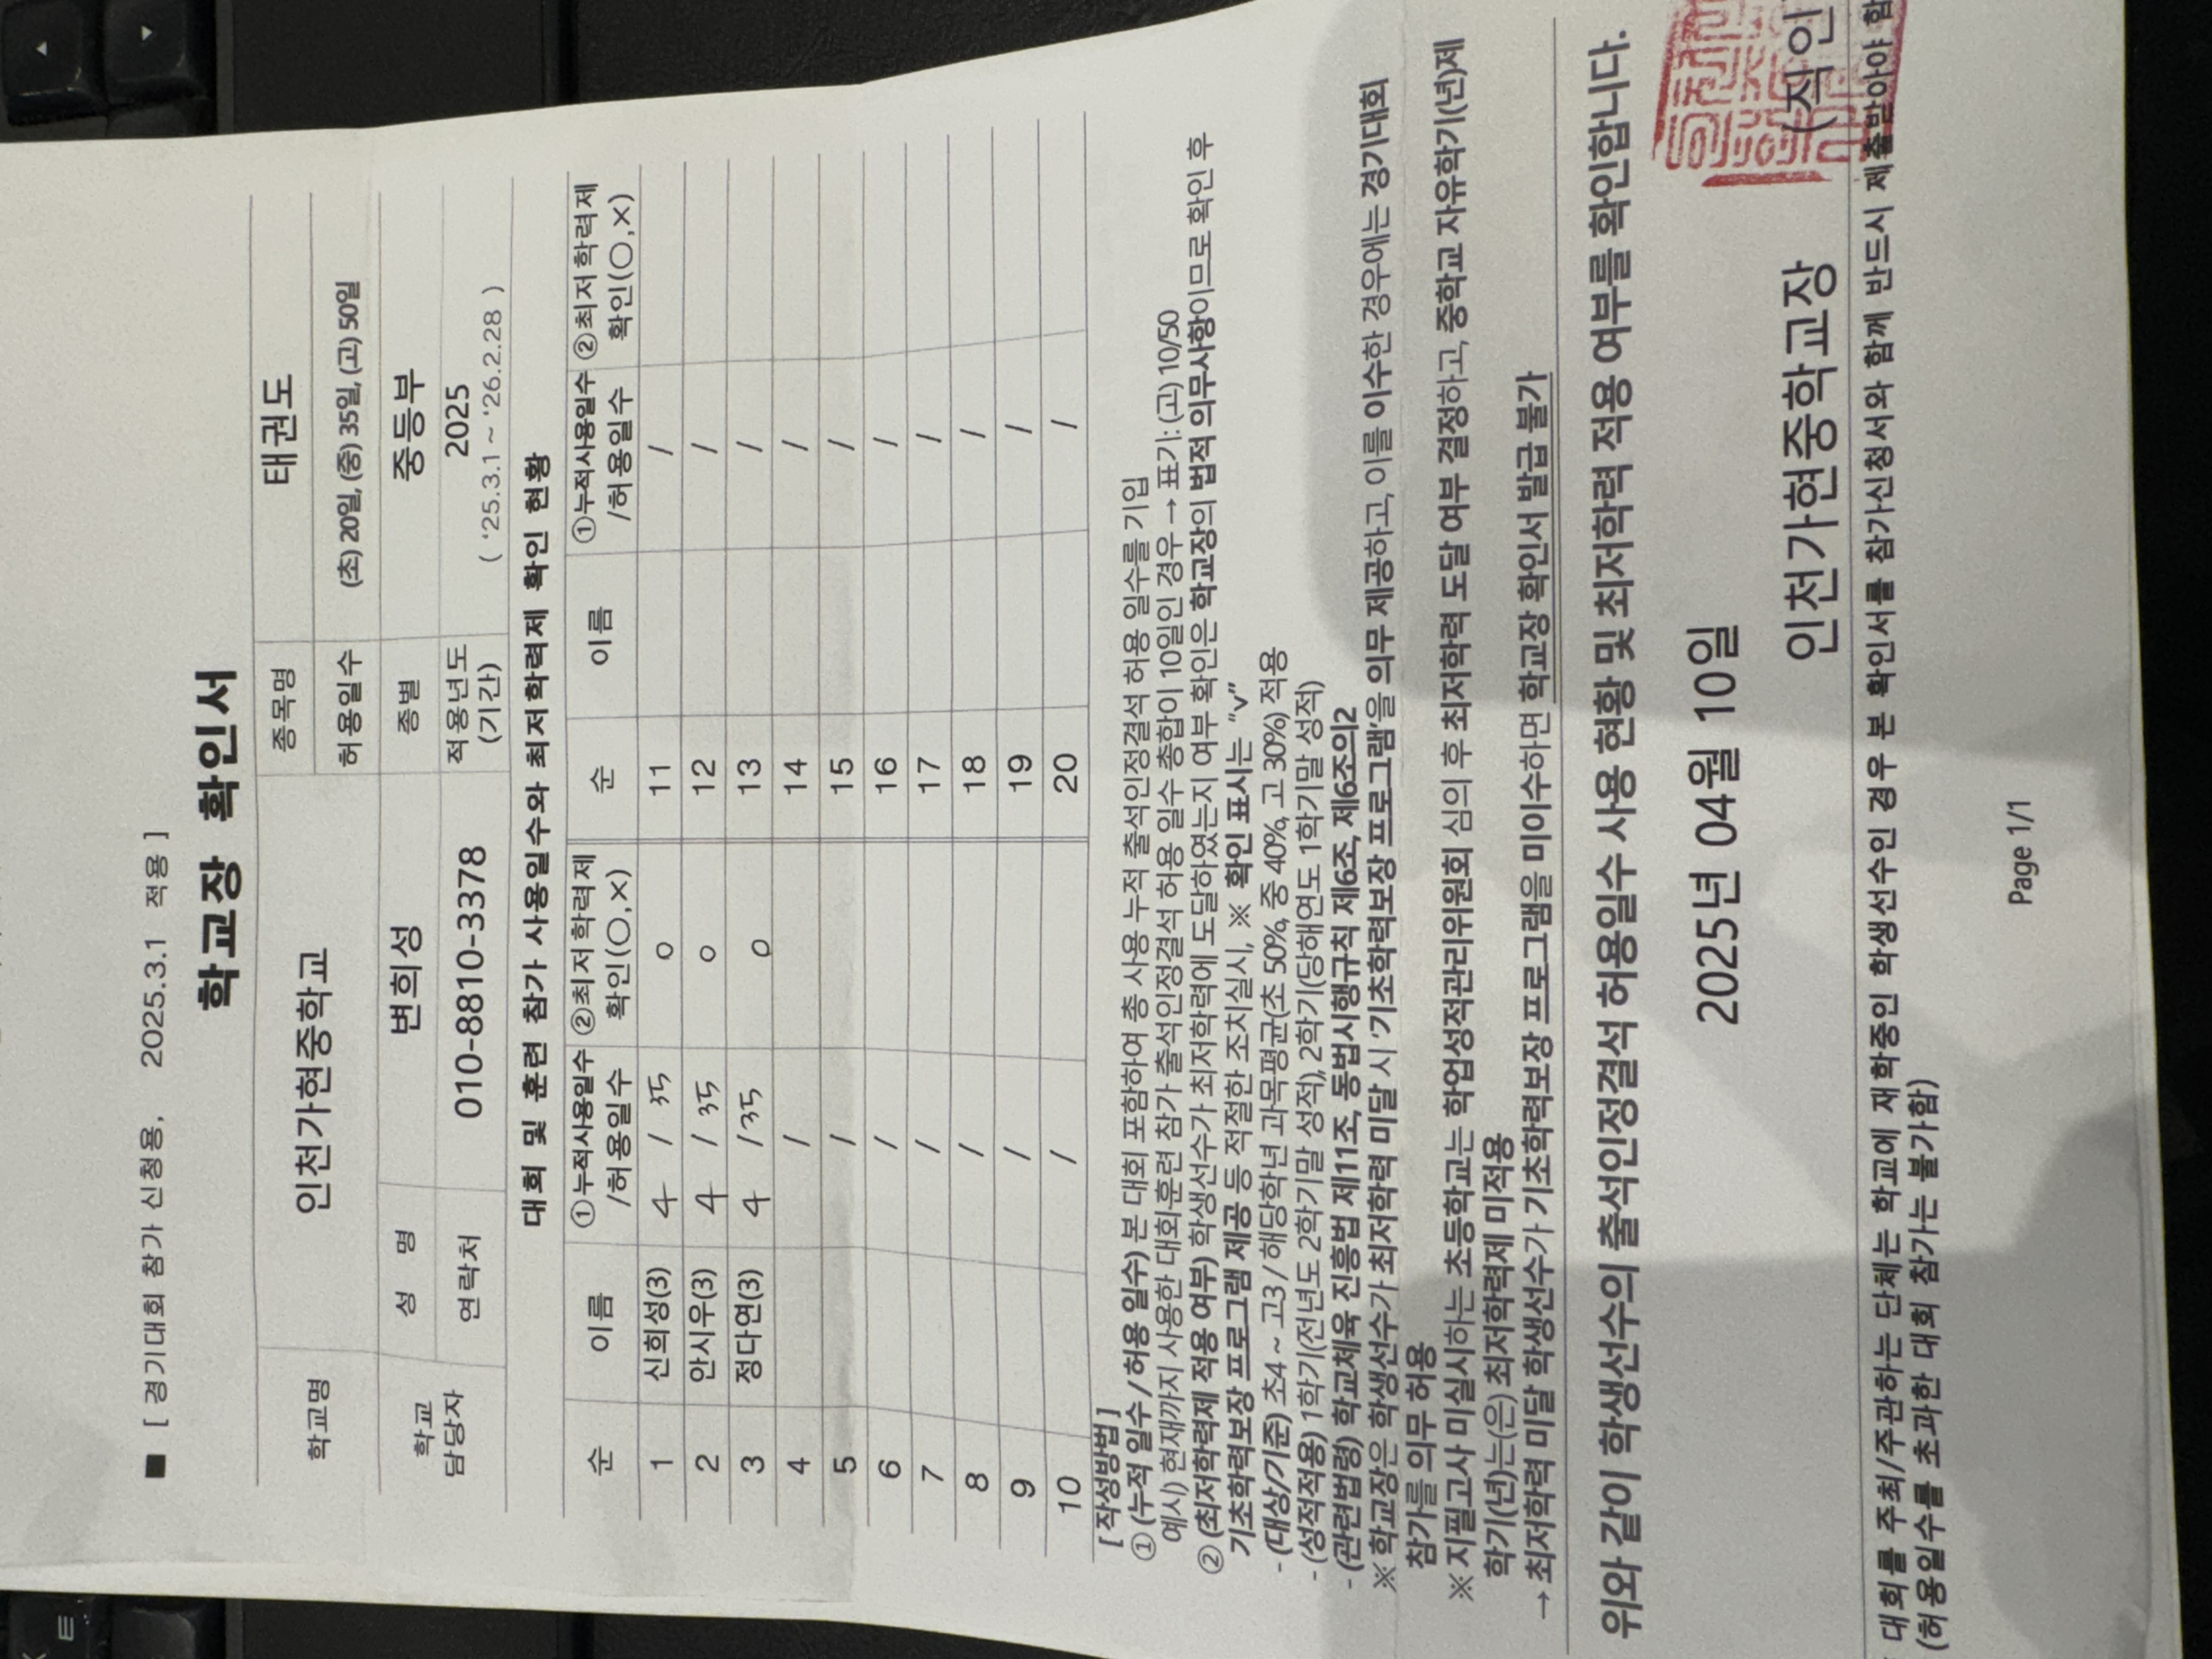 ■ [ 경기대회 참가 신청용, 2025.3.1 적용 ]
학교장 확인서
학교명 인천가현중학교 종목명 태권도
허용일수 (초) 20일, (중) 35일, (고) 50일
학교 담당자 성 명 변희성 종별 중등부
연락처 010-8810-3378 적용년도 (기간) 2025 ( '25.3.1 ~ '26.2.28 )
대회 및 훈련 참가 사용일수와 최저학력제 확인 현황
순 이름 ①누적사용일수 /허용일수 ②최저학력제 확인(○,×) 순 이름 ①누적사용일수 /허용일수 ②최저학력제 확인(○,×)
1 신희성(3) 4 / 35 ○ 11 /
2 안시우(3) 4 / 35 ○ 12 /
3 정다연(3) 4 / 35 ○ 13 /
4 / 14 /
5 / 15 /
6 / 16 /
7 / 17 /
8 / 18 /
9 / 19 /
10 / 20 /
[ 작성방법 ]
① (누적 일수 / 허용 일수) 본 대회 포함하여 총 사용 누적 출석인정결석 허용 일수를 기입
예시) 현재까지 사용한 대회훈련 참가 출석인정결석 허용 일수 총합이 10일인 경우 → 표기: (고) 10/50
② (최저학력제 적용 여부) 학생선수가 최저학력에 도달하였는지 여부 확인은 학교장의 법적 의무사항이므로 확인 후
기초학력보장 프로그램 제공 등 적절한 조치실시, ※ 확인 표시는 "v"
- (대상/기준) 초4 ~ 고3 / 해당학년 과목평균(초 50%, 중 40%, 고 30%) 적용
- (성적적용) 1학기(전년도 2학기말 성적), 2학기(당해연도 1학기말 성적)
- (관련법령) 학교체육 진흥법 제11조, 동법시행규칙 제6조, 제6조의2
※ 학교장은 학생선수가 최저학력 미달 시 '기초학력보장 프로그램'을 의무 제공하고, 이를 이수한 경우에는 경기대회
참가를 의무 허용
※ 지필고사 미실시하는 초등학교는 학업성적관리위원회 심의 후 최저학력 도달 여부 결정하고, 중학교 자유학기(년)제
학기(년)는(은) 최저학력제 미적용
→ 최저학력 미달 학생선수가 기초학력보장 프로그램을 미이수하면 학교장 확인서 발급 불가
위와 같이 학생선수의 출석인정결석 허용일수 사용 현황 및 최저학력 적용 여부를 확인합니다.
2025년 04월 10일
인천가현중학교장 (직인
대회를 주최/주관하는 단체는 학교에 재학중인 학생선수인 경우 본 확인서를 참가신청서와 함께 반드시 제출받아야 함
(허용일수를 초과한 대회 참가는 불가함)
Page 1/1